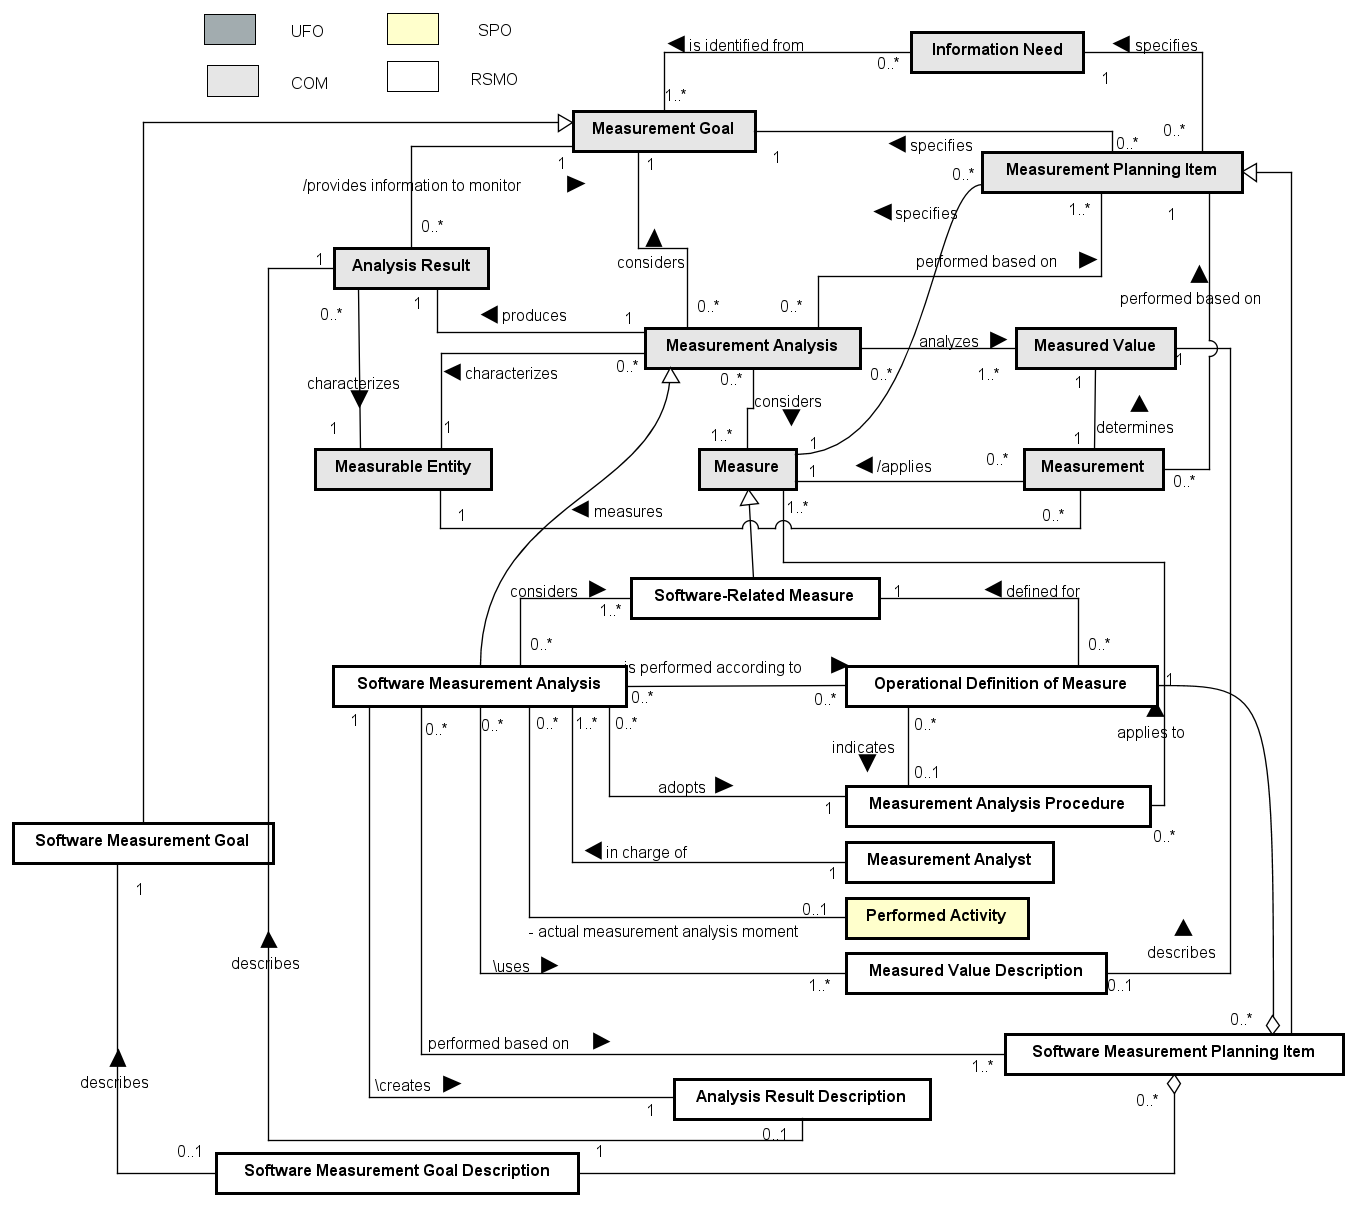 UFO
SPO
COM
RSMO
is identified from
0..*
Information Need
specifies
1
1..*
Measurement Goal
0..*
0..*
1
1
1
specifies
Measurement Planning Item
0..*
/provides information to monitor
specifies
1..*
1
0..*
1
Analysis Result
considers
performed based on
performed based on
0..*
1
produces
1
0..*
0..*
Measurement Analysis
analyzes
Measured Value
1
0..*
characterizes
0..*
0..*
1..*
1
characterizes
considers
determines
1
1
1..*
1
1
Measurable Entity
Measure
1
/applies
0..*
Measurement
0..*
1
measures
1..*
0..*
considers
1..*
Software-Related Measure
1
defined for
0..*
0..*
is performed according to
Software Measurement Analysis
0..*
0..*
Operational Definition of Measure
1
1
0..*
0..*
0..*
1..*
0..*
0..*
applies to
indicates
0..1
adopts
1
Measurement Analysis Procedure
0..*
Software Measurement Goal
in charge of
1
Measurement Analyst
1
0..1
Performed Activity
- actual measurement analysis moment
describes
describes
\uses
1..*
Measured Value Description
0..1
0..*
performed based on
1..*
Software Measurement Planning Item
describes
\creates
1
Analysis Result Description
0..*
0..1
0..1
1
Software Measurement Goal Description